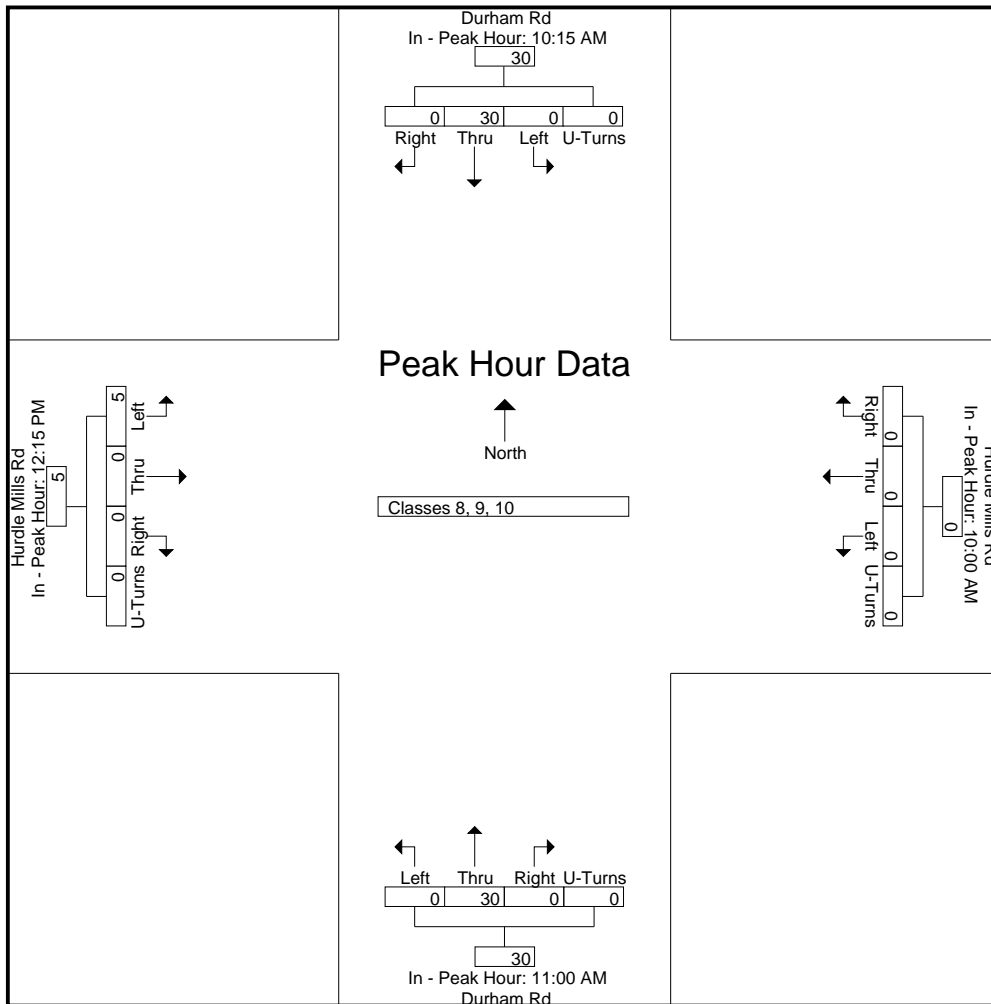 Durham Rd
In - Peak Hour: 10:15 AM
30
0 30 0 0
Right Thru Left U-Turns
Peak Hour Data
North
Classes 8, 9, 10
Hurdle Mills Rd
In - Peak Hour: 12:15 PM
5
5 0 0 0
Left Thru Right U-Turns
Hurdle Mills Rd
In - Peak Hour: 10:00 AM
0
0 0 0 0
Right Thru Left U-Turns
Left Thru Right U-Turns
0 30 0 0
30
In - Peak Hour: 11:00 AM
Durham Rd